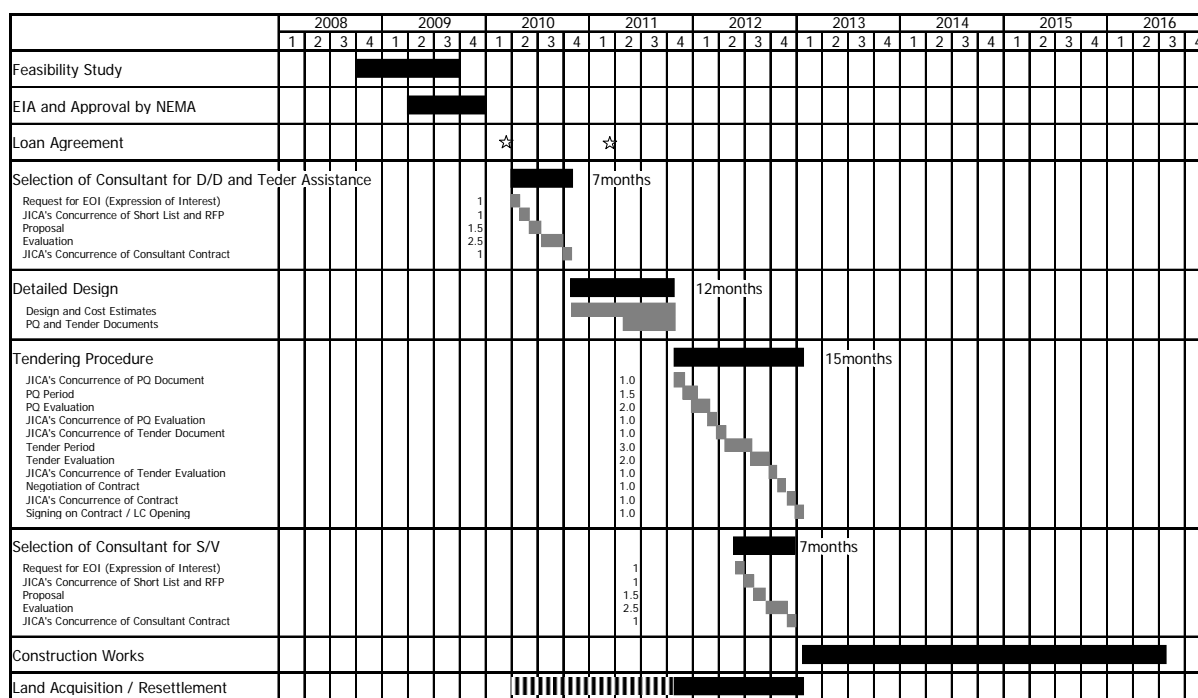 2008 2009 2010 2011 2012 2013 2014 2015 2016
1 2 3 4 1 2 3 4 1 2 3 4 1 2 3 4 1 2 3 4 1 2 3 4 1 2 3 4 1 2 3 4 1 2 3 4
Feasibility Study
EIA and Approval by NEMA
Loan Agreement ☆ ☆
Selection of Consultant for D/D and Teder Assistance 7months
Request for EOI (Expression of Interest) 1
JICA's Concurrence of Short List and RFP 1
Proposal 1.5
Evaluation 2.5
JICA's Concurrence of Consultant Contract 1
Detailed Design 12months
Design and Cost Estimates
PQ and Tender Documents
Tendering Procedure 15months
JICA's Concurrence of PQ Document 1.0
PQ Period 1.5
PQ Evaluation 2.0
JICA's Concurrence of PQ Evaluation 1.0
JICA's Concurrence of Tender Document 1.0
Tender Period 3.0
Tender Evaluation 2.0
JICA's Concurrence of Tender Evaluation 1.0
Negotiation of Contract 1.0
JICA's Concurrence of Contract 1.0
Signing on Contract / LC Opening 1.0
Selection of Consultant for S/V 7months
Request for EOI (Expression of Interest) 1
JICA's Concurrence of Short List and RFP 1
Proposal 1.5
Evaluation 2.5
JICA's Concurrence of Consultant Contract 1
Construction Works
Land Acquisition / Resettlement